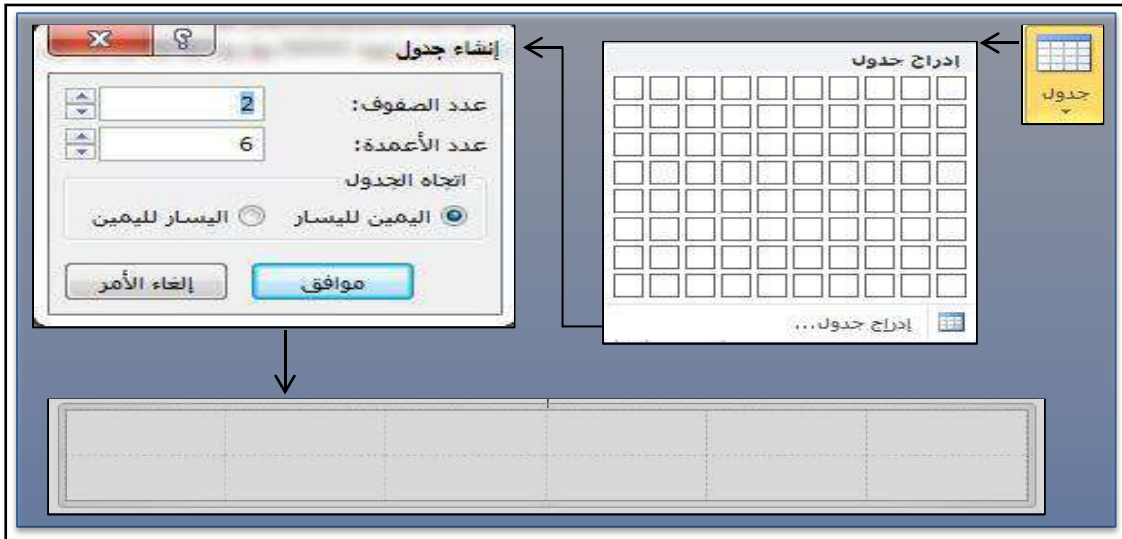 جدول
إدراج جدول
إدراج جدول...
إنشاء جدول
عدد الصفوف: 2
عدد الأعمدة: 6
اتجاه الجدول
اليمين لليسار اليسار لليمين
موافق إلغاء الأمر